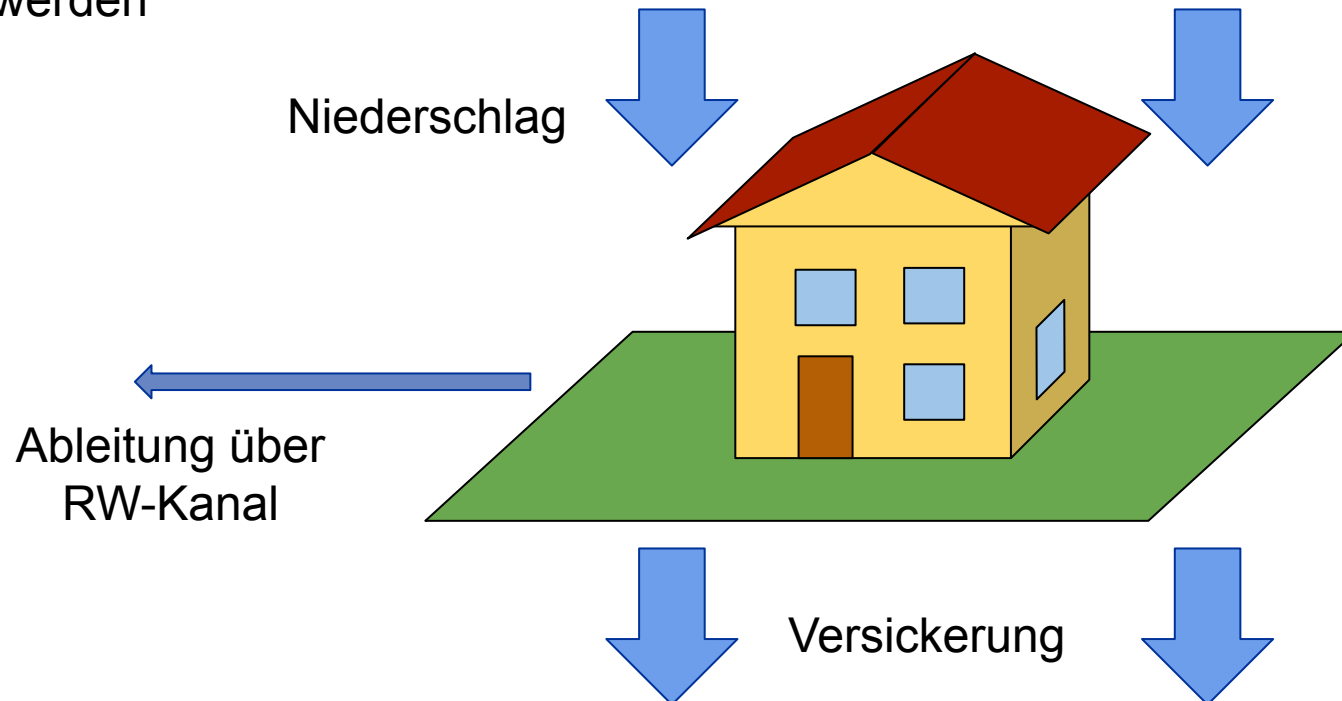 werden
Niederschlag
Ableitung über
RW-Kanal
Versickerung